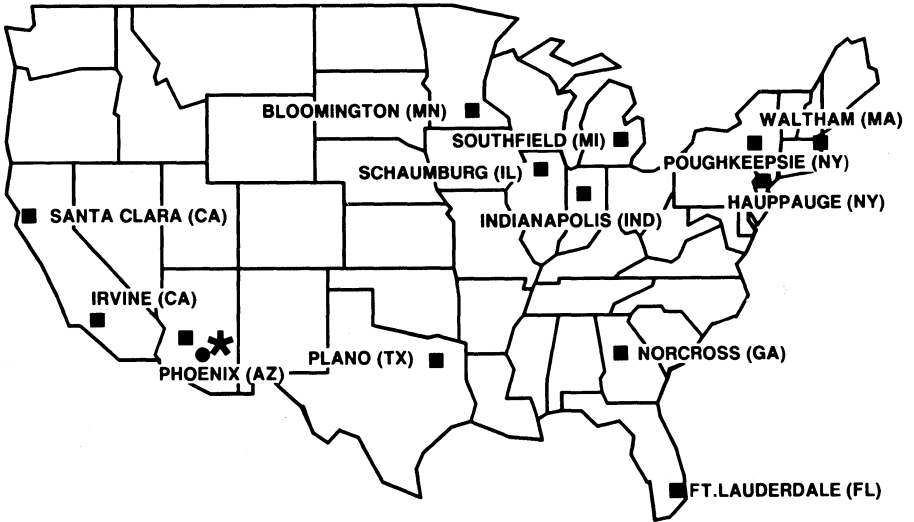 BLOOMINGTON (MN)
WALTHAM (MA)
SOUTHFIELD (MI)
POUGHKEEPSIE (NY)
SCHAUMBURG (IL)
HAUPPAUGE (NY)
SANTA CLARA (CA)
INDIANAPOLIS (IND)
IRVINE (CA)
PLANO (TX)
NORCROSS (GA)
PHOENIX (AZ)
FT.LAUDERDALE (FL)